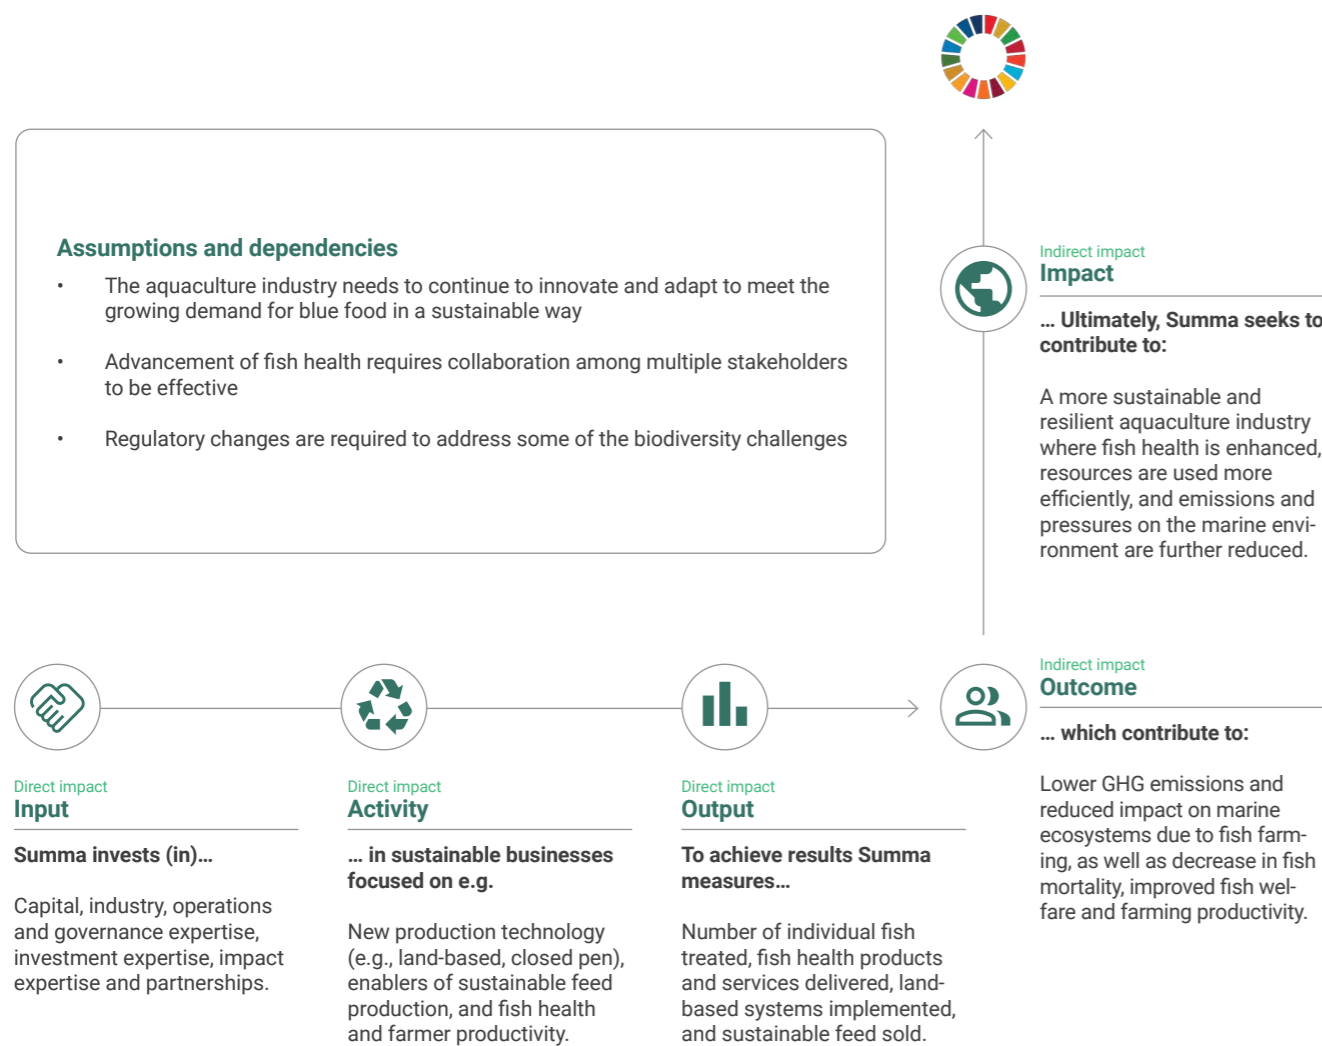 Assumptions and dependencies
• The aquaculture industry needs to continue to innovate and adapt to meet the
growing demand for blue food in a sustainable way
• Advancement of fish health requires collaboration among multiple stakeholders
to be effective
• Regulatory changes are required to address some of the biodiversity challenges
Indirect impact
Impact
... Ultimately, Summa seeks to
contribute to:
A more sustainable and
resilient aquaculture industry
where fish health is enhanced,
resources are used more
efficiently, and emissions and
pressures on the marine envi-
ronment are further reduced.
Direct impact
Input
Summa invests (in)...
Capital, industry, operations
and governance expertise,
investment expertise, impact
expertise and partnerships.
Direct impact
Activity
... in sustainable businesses
focused on e.g.
New production technology
(e.g., land-based, closed pen),
enablers of sustainable feed
production, and fish health
and farmer productivity.
Direct impact
Output
To achieve results Summa
measures...
Number of individual fish
treated, fish health products
and services delivered, land-
based systems implemented,
and sustainable feed sold.
Indirect impact
Outcome
... which contribute to:
Lower GHG emissions and
reduced impact on marine
ecosystems due to fish farm-
ing, as well as decrease in fish
mortality, improved fish wel-
fare and farming productivity.